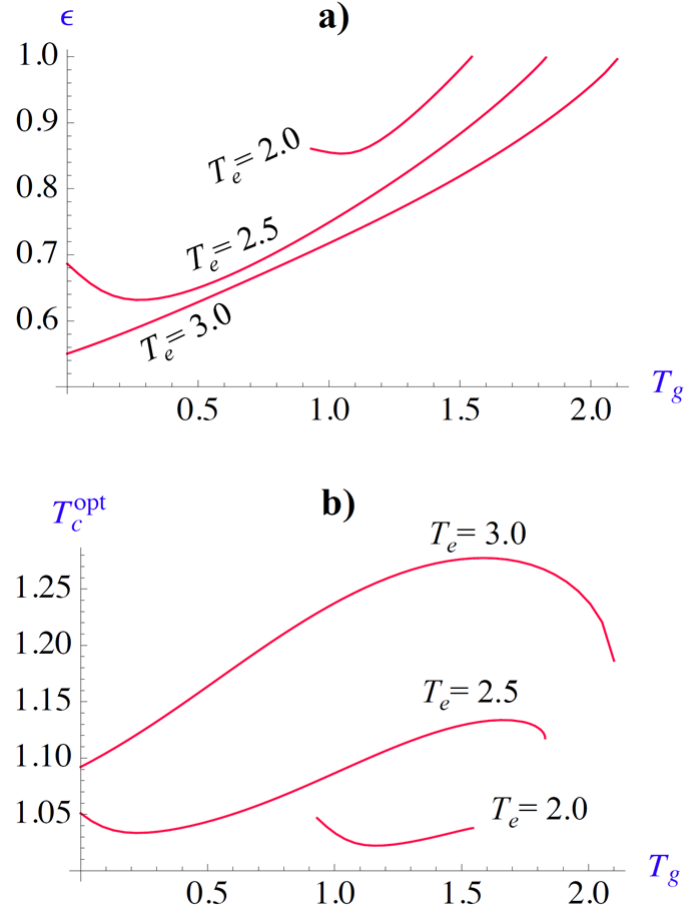 a)
ϵ
1.0
0.9
0.8
0.7
0.6
T_e= 2.0
T_e= 2.5
T_e= 3.0
0.5 1.0 1.5 2.0
T_g
b)
T_c^opt
1.25
1.20
1.15
1.10
1.05
T_e= 3.0
T_e= 2.5
T_e= 2.0
0.5 1.0 1.5 2.0
T_g